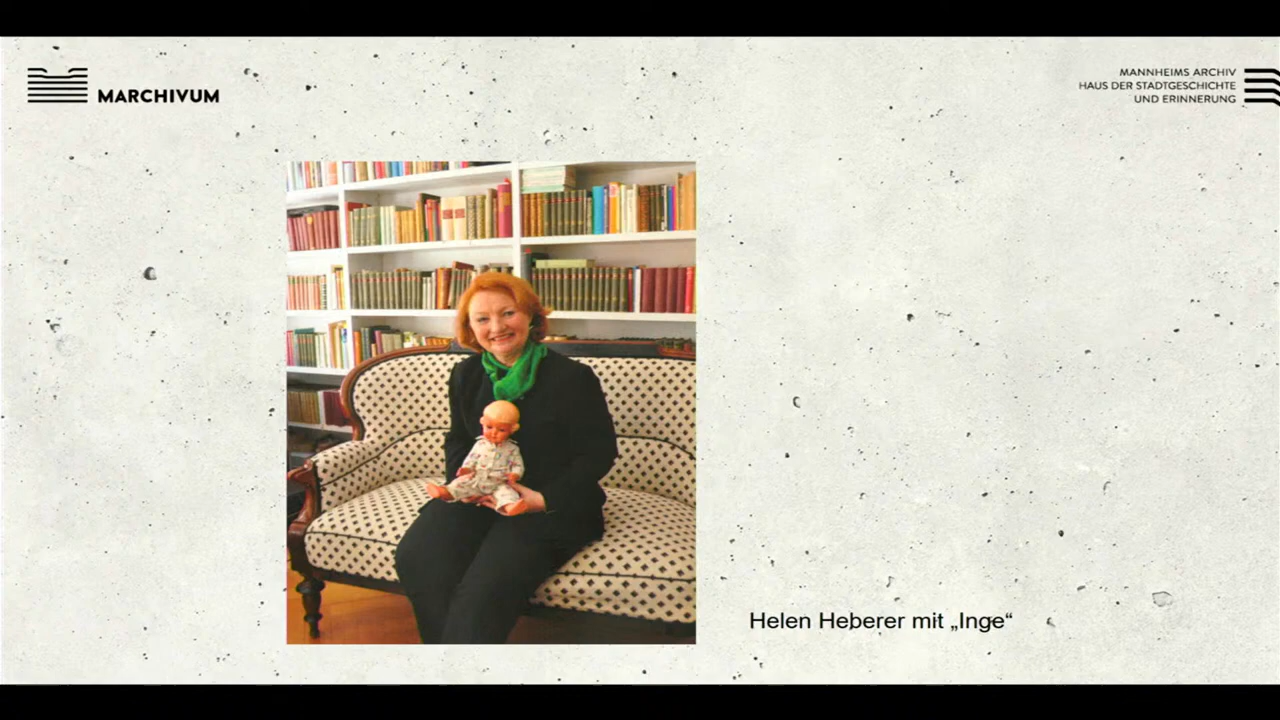 MARCHIVUM
MANNHEIMS ARCHIV
HAUS DER STADTGESCHICHTE
UND ERINNERUNG
Helen Heberer mit „Inge“